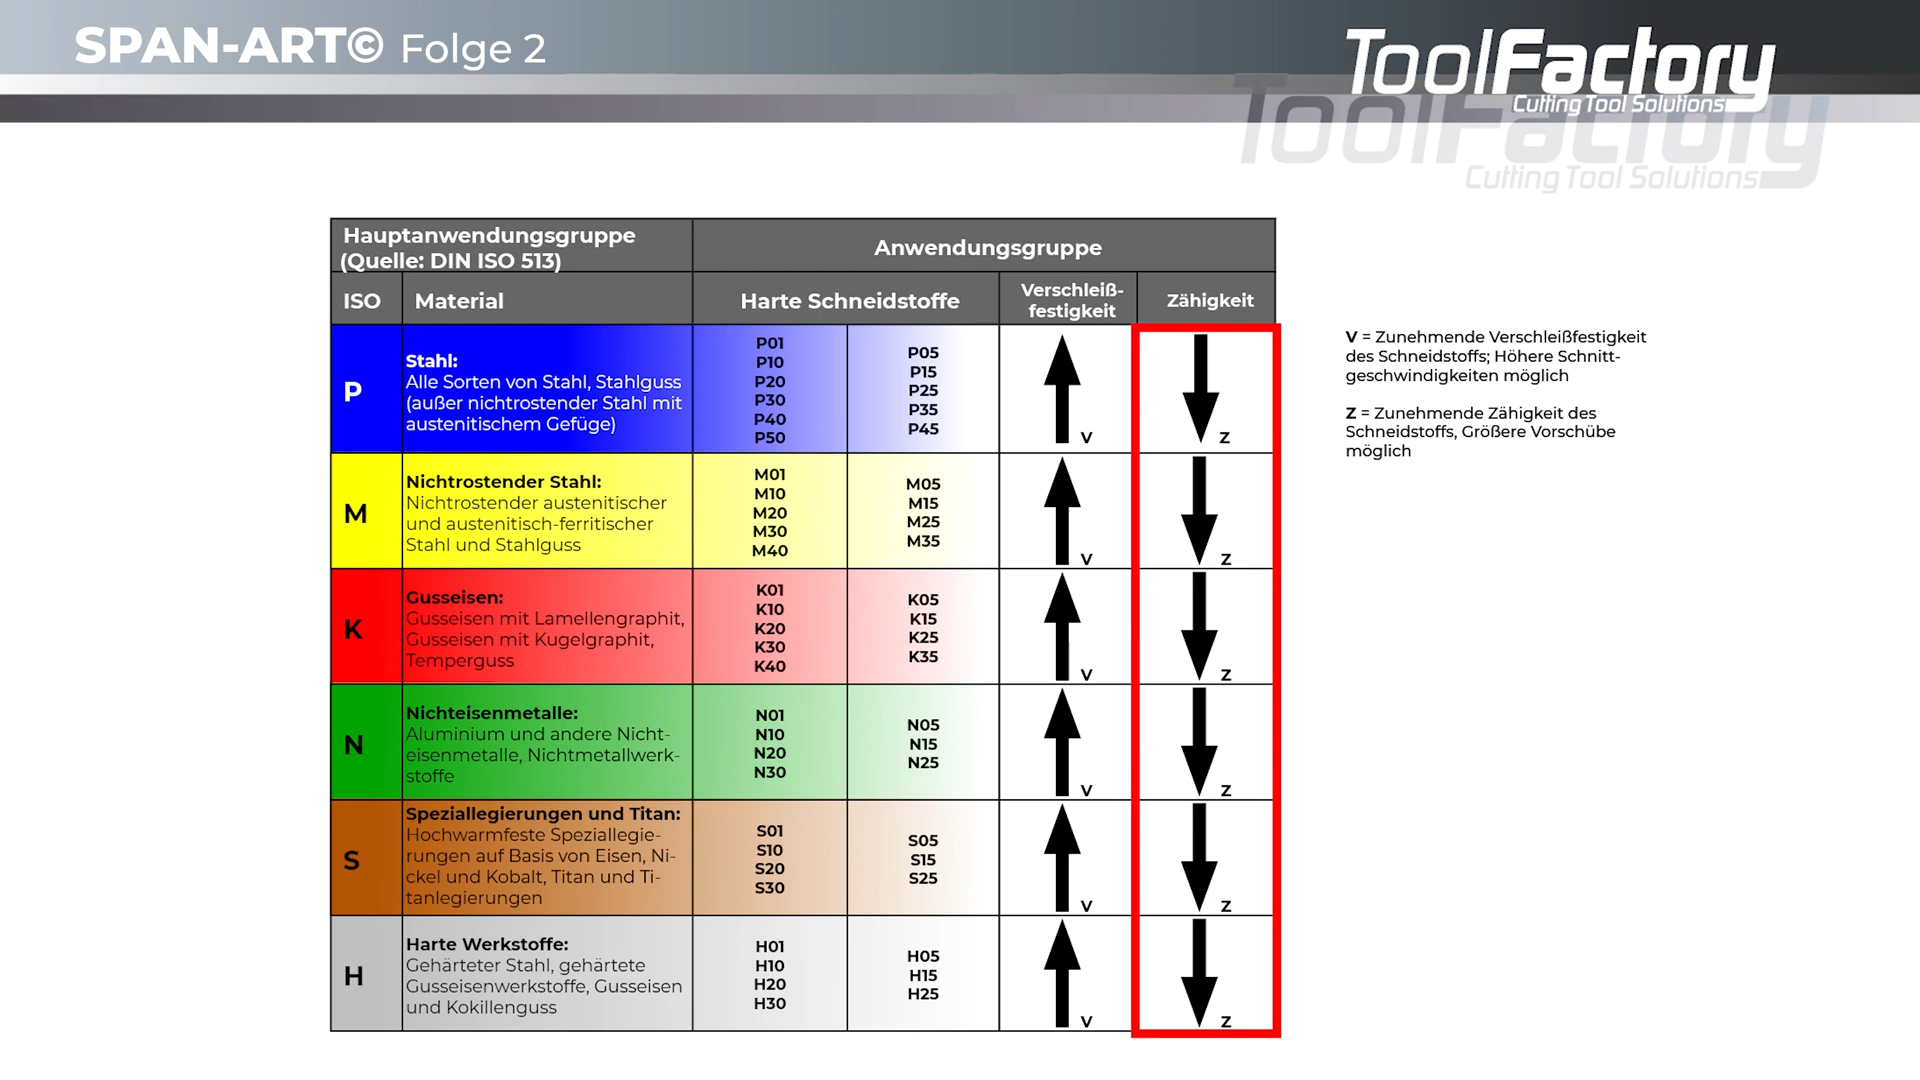 SPAN-ART© Folge 2
ToolFactory
Cutting Tool Solutions
ToolFactory
Cutting Tool Solutions
Hauptanwendungsgruppe
(Quelle: DIN ISO 513)
Anwendungsgruppe
ISO
Material
Harte Schneidstoffe
Verschleiß-
festigkeit
Zähigkeit
P
Stahl:
Alle Sorten von Stahl, Stahlguss
(außer nichtrostender Stahl mit
austenitischem Gefüge)
P01
P10
P20
P30
P40
P50
P05
P15
P25
P35
P45
V
Z
M
Nichtrostender Stahl:
Nichtrostender austenitischer
und austenitisch-ferritischer
Stahl und Stahlguss
M01
M10
M20
M30
M40
M05
M15
M25
M35
V
Z
K
Gusseisen:
Gusseisen mit Lamellengraphit,
Gusseisen mit Kugelgraphit,
Temperguss
K01
K10
K20
K30
K40
K05
K15
K25
K35
V
Z
N
Nichteisenmetalle:
Aluminium und andere Nicht-
eisenmetalle, Nichtmetallwerk-
stoffe
N01
N10
N20
N30
N05
N15
N25
V
Z
S
Speziallegierungen und Titan:
Hochwarmfeste Speziallegie-
rungen auf Basis von Eisen, Ni-
ckel und Kobalt, Titan und Ti-
tanlegierungen
S01
S10
S20
S30
S05
S15
S25
V
Z
H
Harte Werkstoffe:
Gehärteter Stahl, gehärtete
Gusseisenwerkstoffe, Gusseisen
und Kokillenguss
H01
H10
H20
H30
H05
H15
H25
V
Z
V = Zunehmende Verschleißfestigkeit
des Schneidstoffs; Höhere Schnitt-
geschwindigkeiten möglich
Z = Zunehmende Zähigkeit des
Schneidstoffs, Größere Vorschübe
möglich